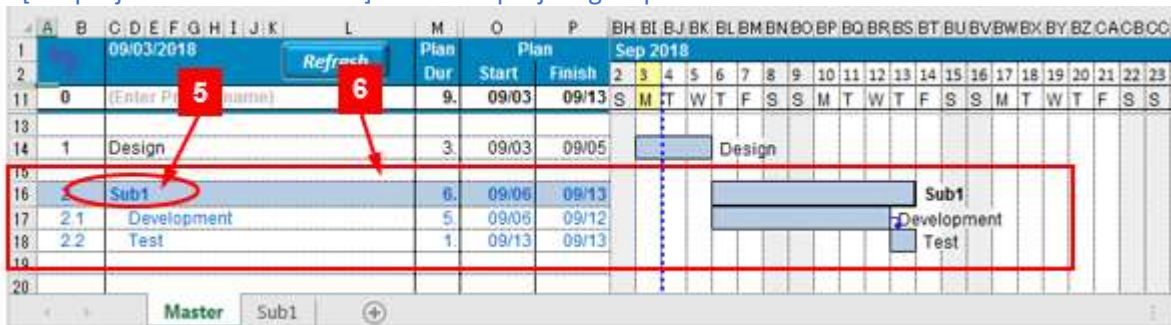 A B C D E F G H I J K L M O P BH BI BJ BK BL BM BN BO BP BQ BR BS BT BU BV BW BX BY BZ CA CB CC
1 09/03/2018 Refresh Plan Plan Sep 2018
2 Dur Start Finish 2 3 4 5 6 7 8 9 10 11 12 13 14 15 16 17 18 19 20 21 22 23
11 0 (Enter 9. 09/03 09/13 S M T W T F S S M T W T F S S M T W T F S S
5 6
13
14 1 Design 3. 09/03 09/05 Design
15
16 2 Sub1 6. 09/06 09/13 Sub1
17 2.1 Development 5. 09/06 09/12 Development
18 2.2 Test 1. 09/13 09/13 Test
19
20
Master Sub1